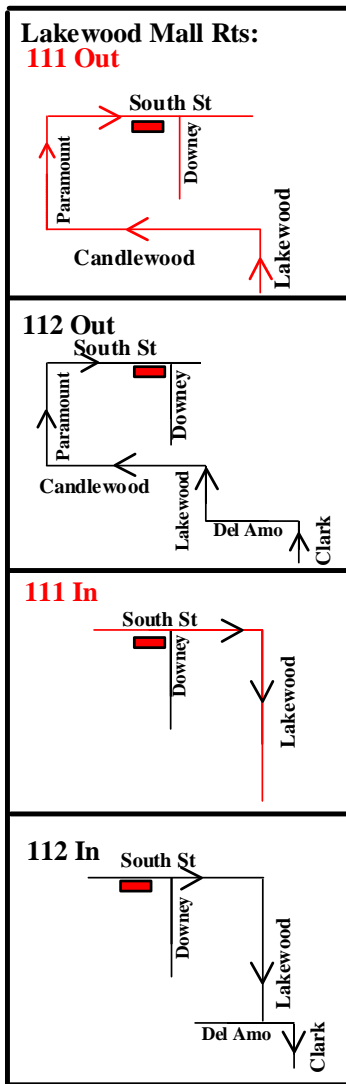 Lakewood Mall Rts:
111 Out
South St
Paramount
Downey
Candlewood
Lakewood
112 Out
South St
Paramount
Downey
Candlewood
Lakewood
Del Amo
Clark
111 In
South St
Downey
Lakewood
112 In
South St
Downey
Lakewood
Del Amo
Clark